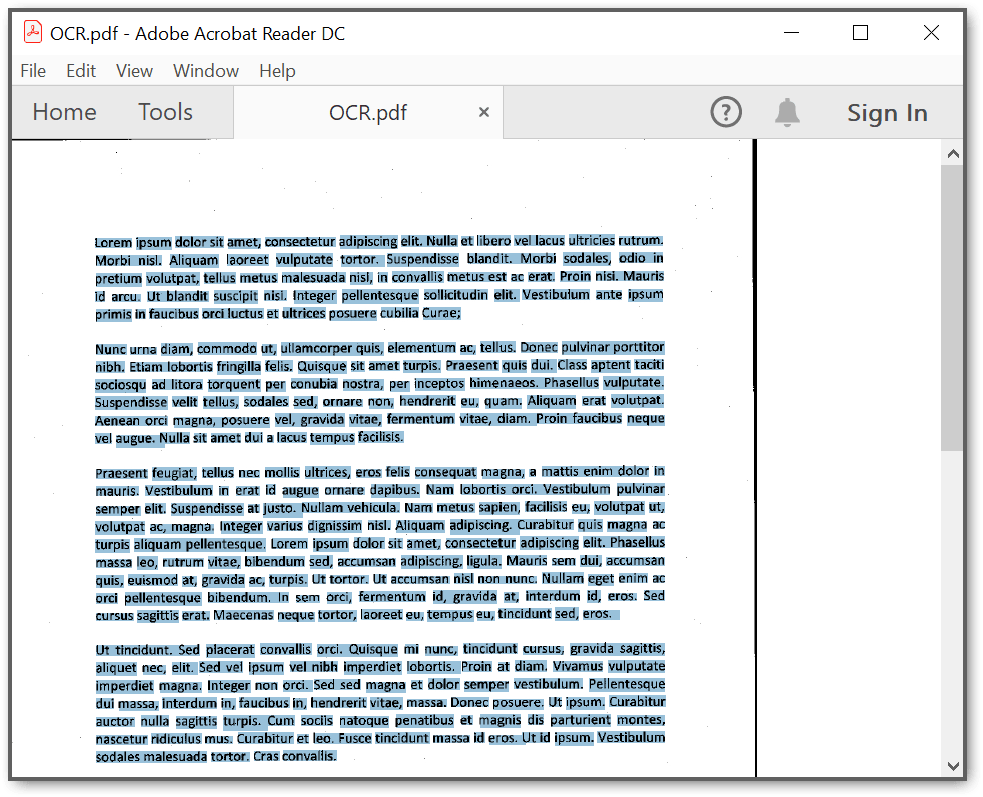 OCR.pdf - Adobe Acrobat Reader DC
File Edit View Window Help
Home Tools OCR.pdf × ? Sign In
Lorem ipsum dolor sit amet, consectetur adipiscing elit. Nulla et libero vel lacus ultricies rutrum.
Morbi nisl. Aliquam laoreet vulputate tortor. Suspendisse blandit. Morbi sodales, odio in
pretium volutpat, tellus metus malesuada nisl, in convallis metus est ac erat. Proin nisi. Mauris
id arcu. Ut blandit suscipit nisi. Integer pellentesque sollicitudin elit. Vestibulum ante ipsum
primis in faucibus orci luctus et ultrices posuere cubilia Curae;
Nunc urna diam, commodo ut, ullamcorper quis, elementum ac, tellus. Donec pulvinar porttitor
nibh. Etiam lobortis fringilla felis. Quisque sit amet turpis. Praesent quis dui. Class aptent taciti
sociosqu ad litora torquent per conubia nostra, per inceptos himenaeos. Phasellus vulputate.
Suspendisse velit tellus, sodales sed, ornare non, hendrerit eu, quam. Aliquam erat volutpat.
Aenean orci magna, posuere vel, gravida vitae, fermentum vitae, diam. Proin faucibus neque
vel augue. Nulla sit amet dui a lacus tempus facilisis.
Praesent feugiat, tellus nec mollis ultrices, eros felis consequat magna, a mattis enim dolor in
mauris. Vestibulum in erat id augue ornare dapibus. Nam lobortis orci. Vestibulum pulvinar
semper elit. Suspendisse at justo. Nullam vehicula. Nam metus sapien, facilisis eu, volutpat ut,
volutpat ac, magna. Integer varius dignissim nisl. Aliquam adipiscing. Curabitur quis magna ac
turpis aliquam pellentesque. Lorem ipsum dolor sit amet, consectetur adipiscing elit. Phasellus
massa leo, rutrum vitae, bibendum sed, accumsan adipiscing, ligula. Mauris sem dui, accumsan
quis, euismod at, gravida ac, turpis. Ut tortor. Ut accumsan nisl non nunc. Nullam eget enim ac
orci pellentesque bibendum. In sem orci, fermentum id, gravida at, interdum id, eros. Sed
cursus sagittis erat. Maecenas neque tortor, laoreet eu, tempus eu, tincidunt sed, eros.
Ut tincidunt. Sed placerat convallis orci. Quisque mi nunc, tincidunt cursus, gravida sagittis,
aliquet nec, elit. Sed vel ipsum vel nibh imperdiet lobortis. Proin at diam. Vivamus vulputate
imperdiet magna. Integer non orci. Sed sed magna et dolor semper vestibulum. Pellentesque
dui massa, interdum in, faucibus in, hendrerit vitae, massa. Donec posuere. Ut ipsum. Curabitur
auctor nulla sagittis turpis. Cum sociis natoque penatibus et magnis dis parturient montes,
nascetur ridiculus mus. Curabitur et leo. Fusce tincidunt massa id eros. Ut id ipsum. Vestibulum
sodales malesuada tortor. Cras convallis.